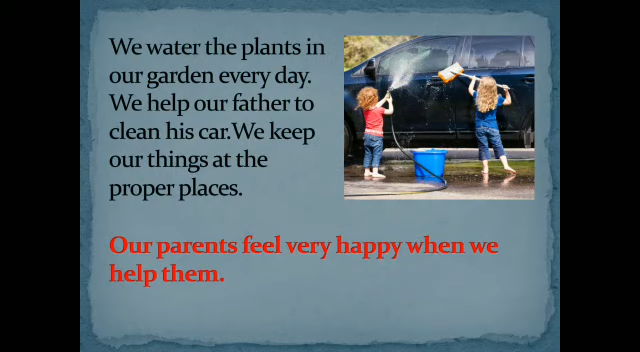 We water the plants in
our garden every day.
We help our father to
clean his car.We keep
our things at the
proper places.
Our parents feel very happy when we
help them.